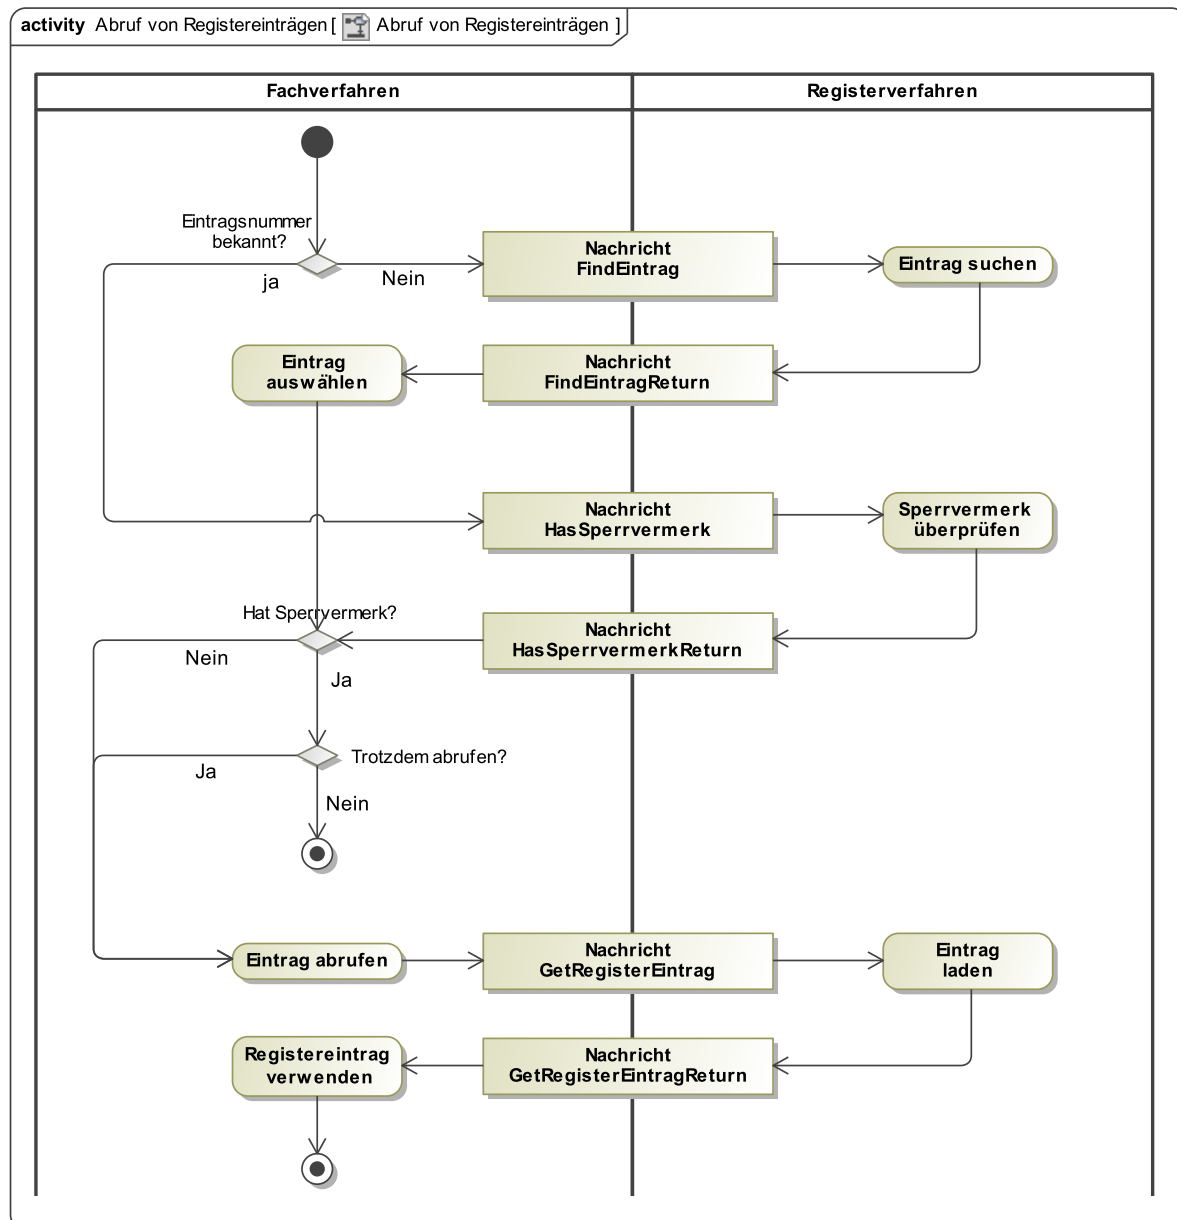 activity Abruf von Registereinträgen [ Abruf von Registereinträgen ]
Fachverfahren
Registerverfahren
Eintragsnummer
bekannt?
ja
Nein
Nachricht
FindEintrag
Eintrag suchen
Eintrag
auswählen
Nachricht
FindEintragReturn
Nachricht
HasSperrvermerk
Sperrvermerk
überprüfen
Hat Sperrvermerk?
Nein
Ja
Nachricht
HasSperrvermerkReturn
Trotzdem abrufen?
Ja
Nein
Eintrag abrufen
Nachricht
GetRegisterEintrag
Eintrag
laden
Registereintrag
verwenden
Nachricht
GetRegisterEintragReturn